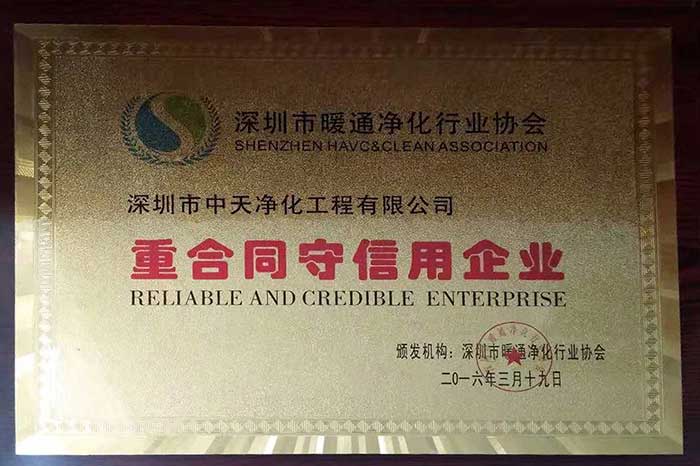 深圳市暖通净化行业协会
SHENZHEN HAVC&CLEAN ASSOCIATION
深圳市中天净化工程有限公司
重合同守信用企业
RELIABLE AND CREDIBLE ENTERPRISE
颁发机构：深圳市暖通净化行业协会
二〇一六年三月十九日